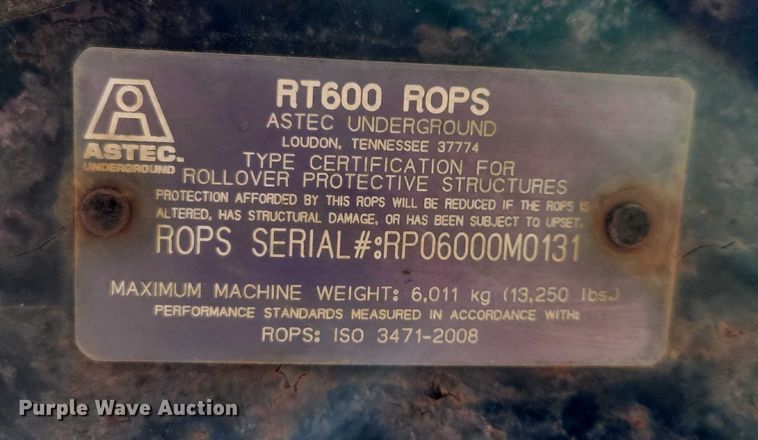 RT600 ROPS
ASTEC UNDERGROUND
LOUDON, TENNESSEE 37774
ASTEC.
UNDERGROUND
TYPE CERTIFICATION FOR
ROLLOVER PROTECTIVE STRUCTURES
PROTECTION AFFORDED BY THIS ROPS WILL BE REDUCED IF THE ROPS IS
ALTERED, HAS STRUCTURAL DAMAGE, OR HAS BEEN SUBJECT TO UPSET.
ROPS SERIAL#:RP06000M0131
MAXIMUM MACHINE WEIGHT: 6,011 kg (13,250 lbs.)
PERFORMANCE STANDARDS MEASURED IN ACCORDANCE WITH:
ROPS: ISO 3471-2008
Purple Wave Auction